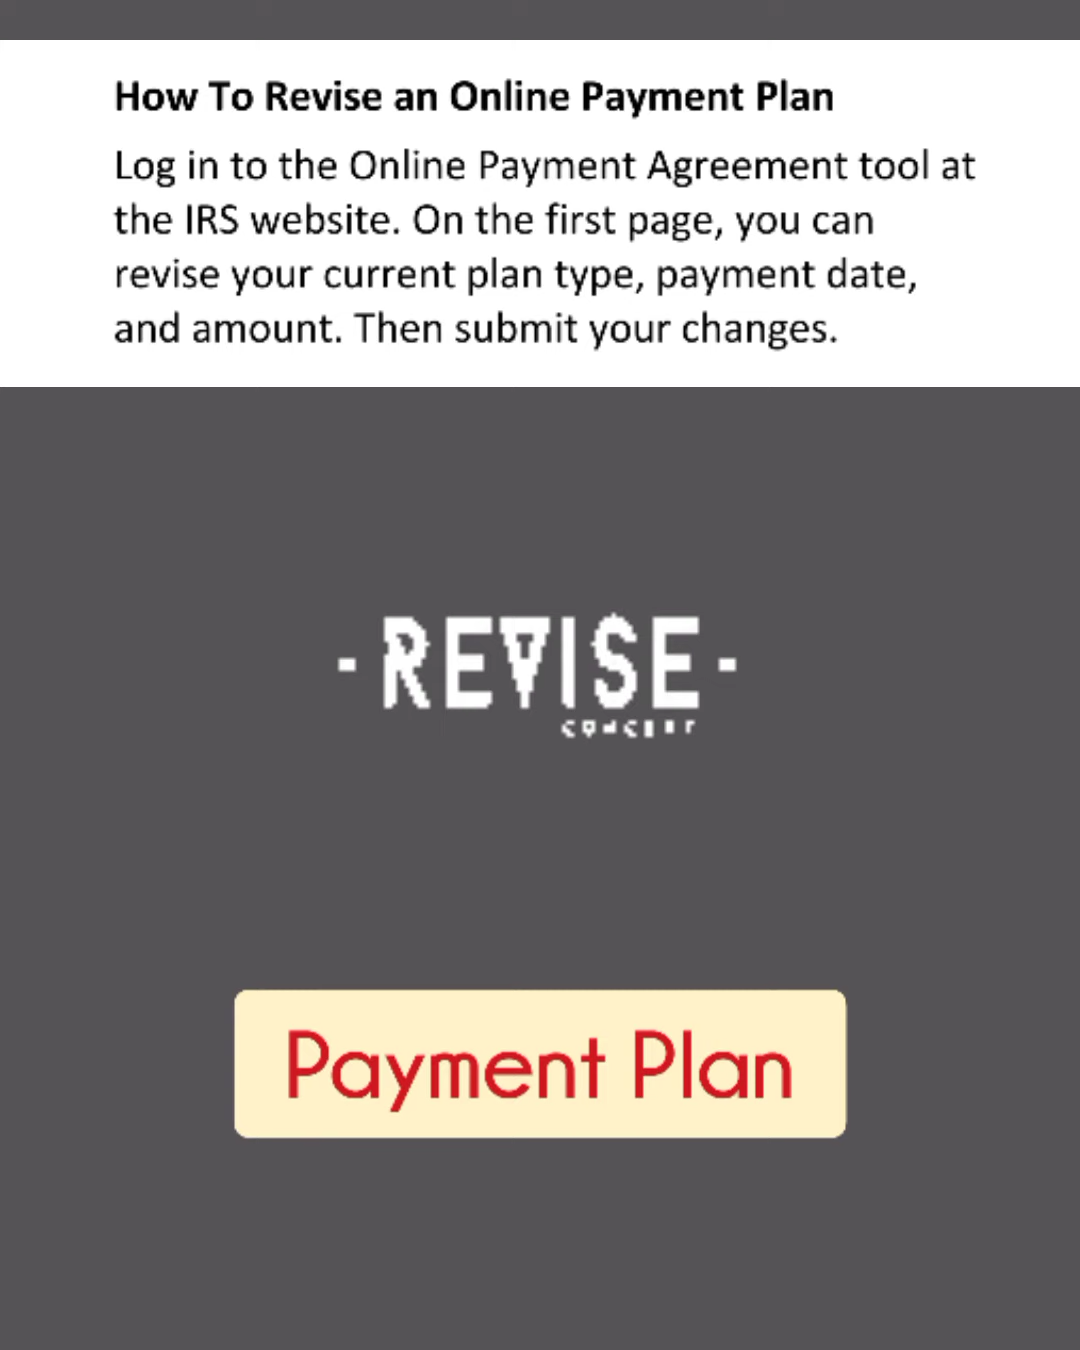 How To Revise an Online Payment Plan
Log in to the Online Payment Agreement tool at
the IRS website. On the first page, you can
revise your current plan type, payment date,
and amount. Then submit your changes.
- REVISE -
CONCEPT
Payment Plan